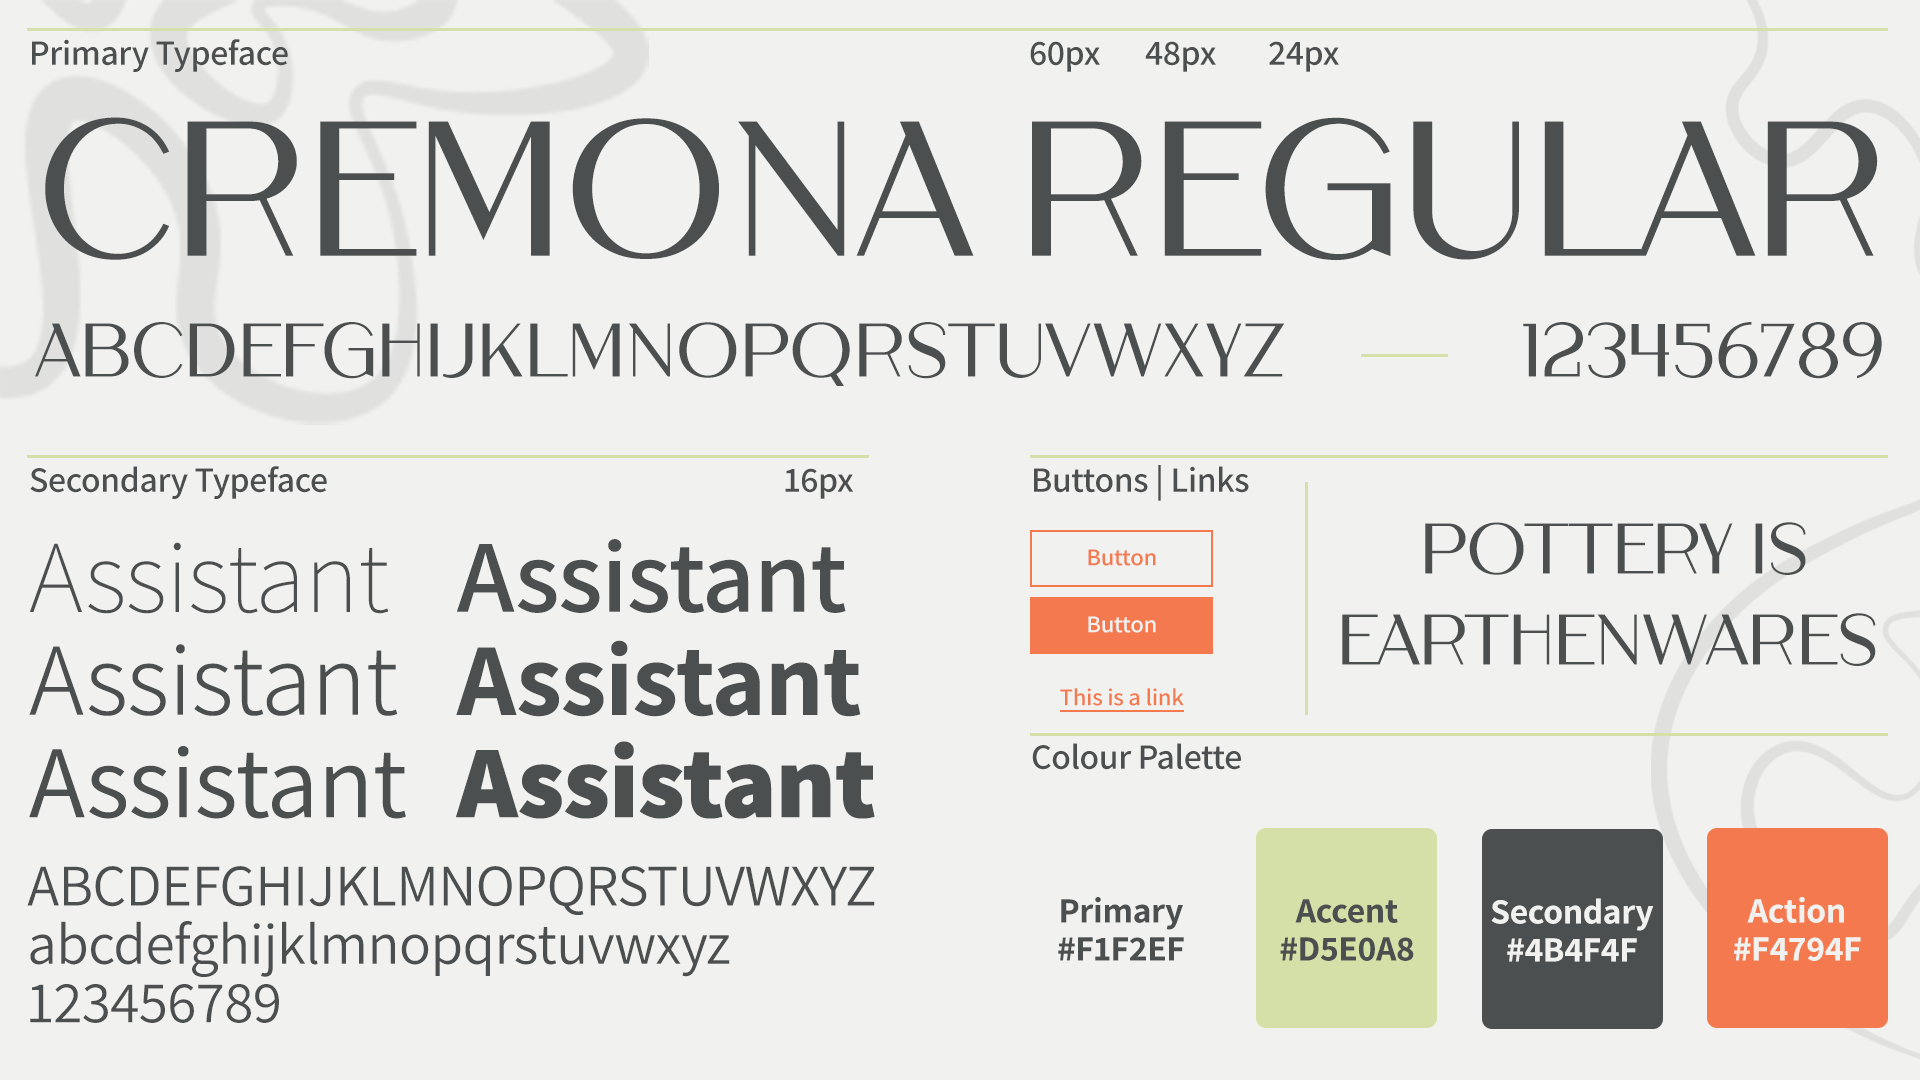 Primary Typeface
60px 48px 24px
CREMONA REGULAR
ABCDEFGHIJKLMNOPQRSTUVWXYZ
123456789
Secondary Typeface
16px
Assistant Assistant
Assistant Assistant
Assistant Assistant
ABCDEFGHIJKLMNOPQRSTUVWXYZ
abcdefghijklmnopqrstuvwxyz
123456789
Buttons | Links
Button
Button
This is a link
POTTERY IS
EARTHENWARES
Colour Palette
Primary
#F1F2EF
Accent
#D5E0A8
Secondary
#4B4F4F
Action
#F4794F